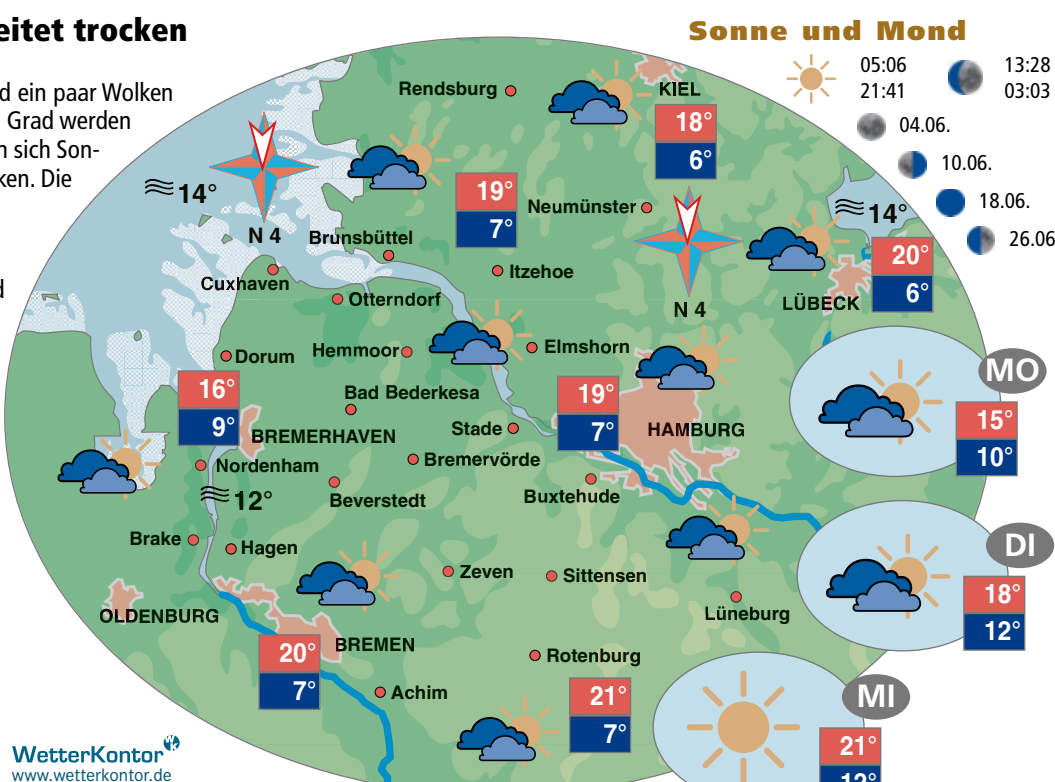 eitet trocken
d ein paar Wolken
Grad werden
n sich Son-
ken. Die
d
Sonne und Mond
05:06
21:41
13:28
03:03
04.06.
10.06.
18.06.
26.06
Rendsburg
KIEL
18°
6°
14°
N 4
19°
7°
Neumünster
14°
Brunsbüttel
Cuxhaven
Itzehoe
Otterndorf
N 4
LÜBECK
20°
6°
Dorum
Hemmoor
Elmshorn
MO
15°
10°
16°
9°
Bad Bederkesa
19°
7°
BREMERHAVEN
Stade
HAMBURG
Nordenham
Bremervörde
12°
Beverstedt
Buxtehude
Brake
Hagen
DI
18°
12°
Zeven
Sittensen
OLDENBURG
Lüneburg
BREMEN
20°
7°
Rotenburg
Achim
21°
7°
MI
21°
12°
WetterKontor
www.wetterkontor.de